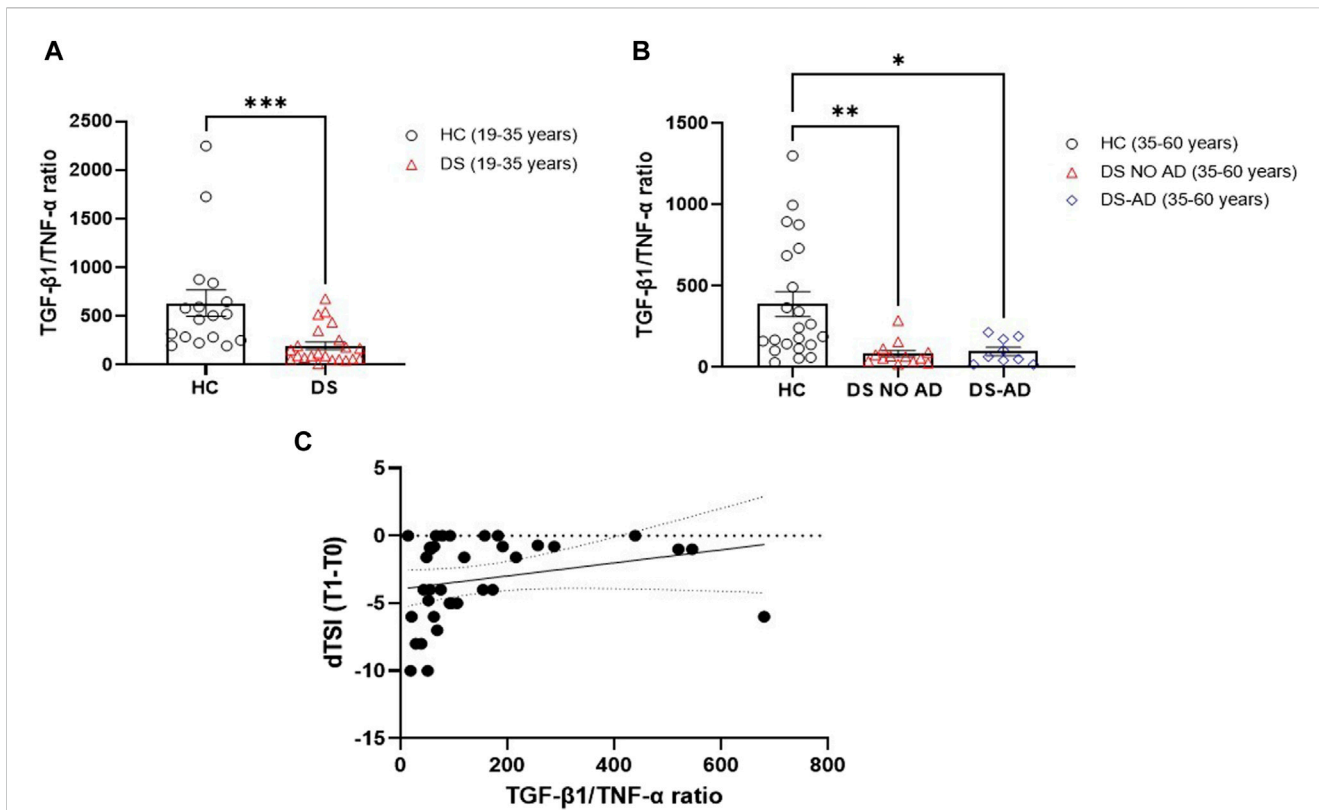 A
***
2500
2000
1500
1000
500
0
TGF-β1/TNF-α ratio
HC
DS
HC (19-35 years)
DS (19-35 years)
B
*
**
1500
1000
500
0
TGF-β1/TNF-α ratio
HC
DS NO AD
DS-AD
HC (35-60 years)
DS NO AD (35-60 years)
DS-AD (35-60 years)
C
5
0
-5
-10
-15
dTSI (T1-T0)
0
200
400
600
800
TGF-β1/TNF-α ratio